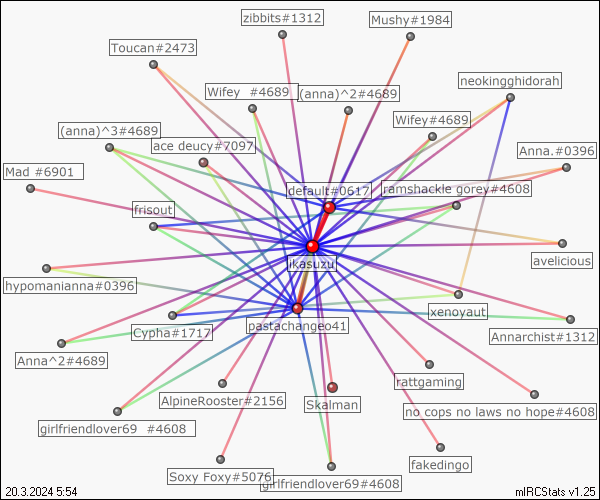 zibbits#1312
Mushy#1984
Toucan#2473
neokingghidorah
Wifey  #4689
(anna)^2#4689
Wifey#4689
(anna)^3#4689
ace deucy#7097
Anna.#0396
Mad #6901
default#0617
ramshackle gorey#4608
frisout
jikasuzu
avelicious
hypomanianna#0396
xenoyaut
Cypha#1717
pastachangeo41
Annarchist#1312
Anna^2#4689
rattgaming
AlpineRooster#2156
Skalman
no cops no laws no hope#4608
girlfriendlover69  #4608
fakedingo
Soxy Foxy#5076
girlfriendlover69#4608
20.3.2024 5:54
mIRCStats v1.25